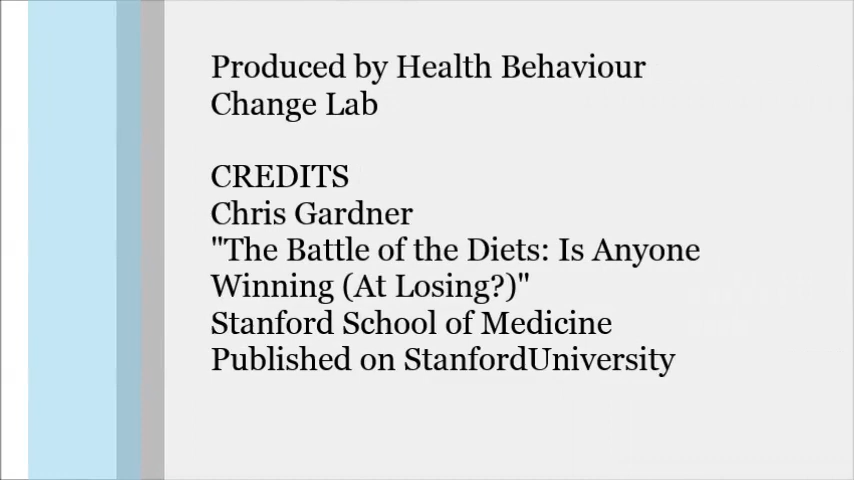 Produced by Health Behaviour
Change Lab
CREDITS
Chris Gardner
"The Battle of the Diets: Is Anyone
Winning (At Losing?)"
Stanford School of Medicine
Published on StanfordUniversity